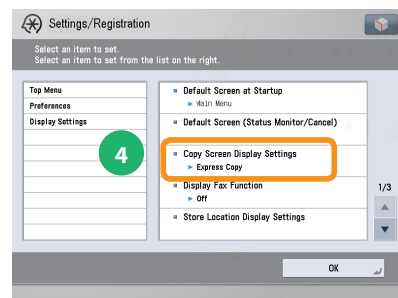 Settings/Registration
Select an item to set.
Select an item to set from the list on the right.
Top Menu
Preferences
Display Settings
4
Default Screen at Startup
Main Menu
Default Screen (Status Monitor/Cancel)
Copy Screen Display Settings
Express Copy
Display Fax Function
Off
Store Location Display Settings
1/3
OK